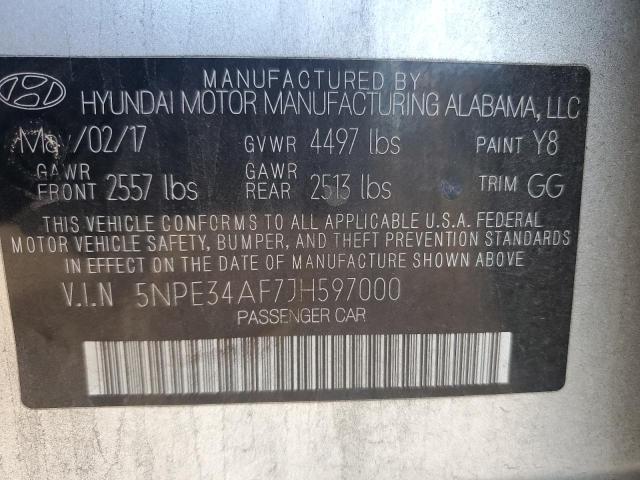 MANUFACTURED BY
HYUNDAI MOTOR MANUFACTURING ALABAMA, LLC
May/02/17 GVWR 4497 lbs PAINT Y8
GAWR FRONT 2557 lbs GAWR REAR 2513 lbs TRIM GG
THIS VEHICLE CONFORMS TO ALL APPLICABLE U.S.A. FEDERAL
MOTOR VEHICLE SAFETY, BUMPER, AND THEFT PREVENTION STANDARDS
IN EFFECT ON THE DATE OF MANUFACTURE SHOWN ABOVE.
V.I.N 5NPE34AF7JH597000
PASSENGER CAR